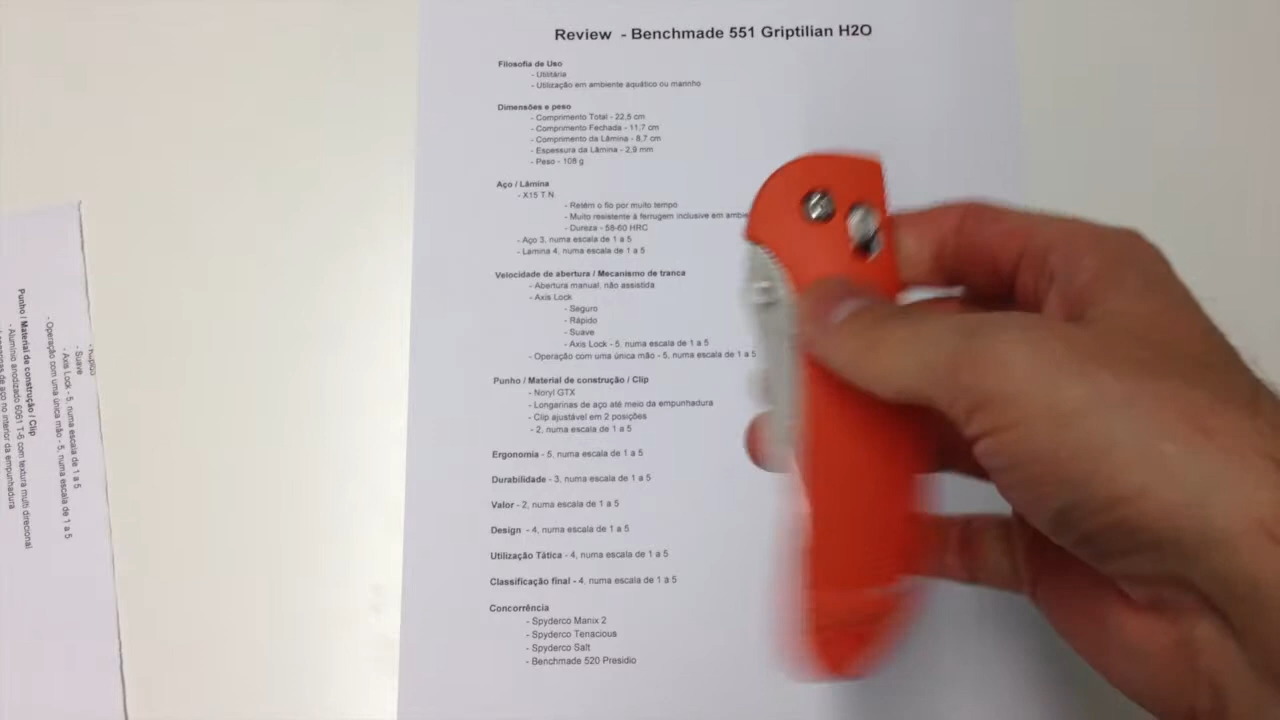 Review - Benchmade 551 Griptilian H2O
Filosofia de Uso
- Utilitária
- Utilização em ambiente aquático ou marinho
Dimensões e peso
- Comprimento Total - 22,5 cm
- Comprimento Fechada - 11,7 cm
- Comprimento da Lâmina - 8,7 cm
- Espessura da Lâmina - 2,9 mm
- Peso - 108 g
Aço / Lâmina
- X15 T.N.
- Retém o fio por muito tempo
- Muito resistente à ferrugem inclusive em ambie
- Dureza - 58-60 HRC
- Aço 3, numa escala de 1 a 5
- Lamina 4, numa escala de 1 a 5
Velocidade de abertura / Mecanismo de tranca
- Abertura manual, não assistida
- Axis Lock
- Seguro
- Rápido
- Suave
- Axis Lock - 5, numa escala de 1 a 5
- Operação com uma única mão - 5, numa escala de 1 a 5
Punho / Material de construção / Clip
- Noryl GTX
- Longarinas de aço até meio da empunhadura
- Clip ajustável em 2 posições
- 2, numa escala de 1 a 5
Ergonomia - 5, numa escala de 1 a 5
Durabilidade - 3, numa escala de 1 a 5
Valor - 2, numa escala de 1 a 5
Design - 4, numa escala de 1 a 5
Utilização Tática - 4, numa escala de 1 a 5
Classificação final - 4, numa escala de 1 a 5
Concorrência
- Spyderco Manix 2
- Spyderco Tenacious
- Spyderco Salt
- Benchmade 520 Presidio
- Suave
- Axis Lock - 5, numa escala de 1 a 5
- Operação com uma única mão - 5, numa escala de 1 a 5
Punho / Material de construção / Clip
- Alumínio anodizado 6061 T-6 com textura multi direcional
de aço no interior da empunhadura